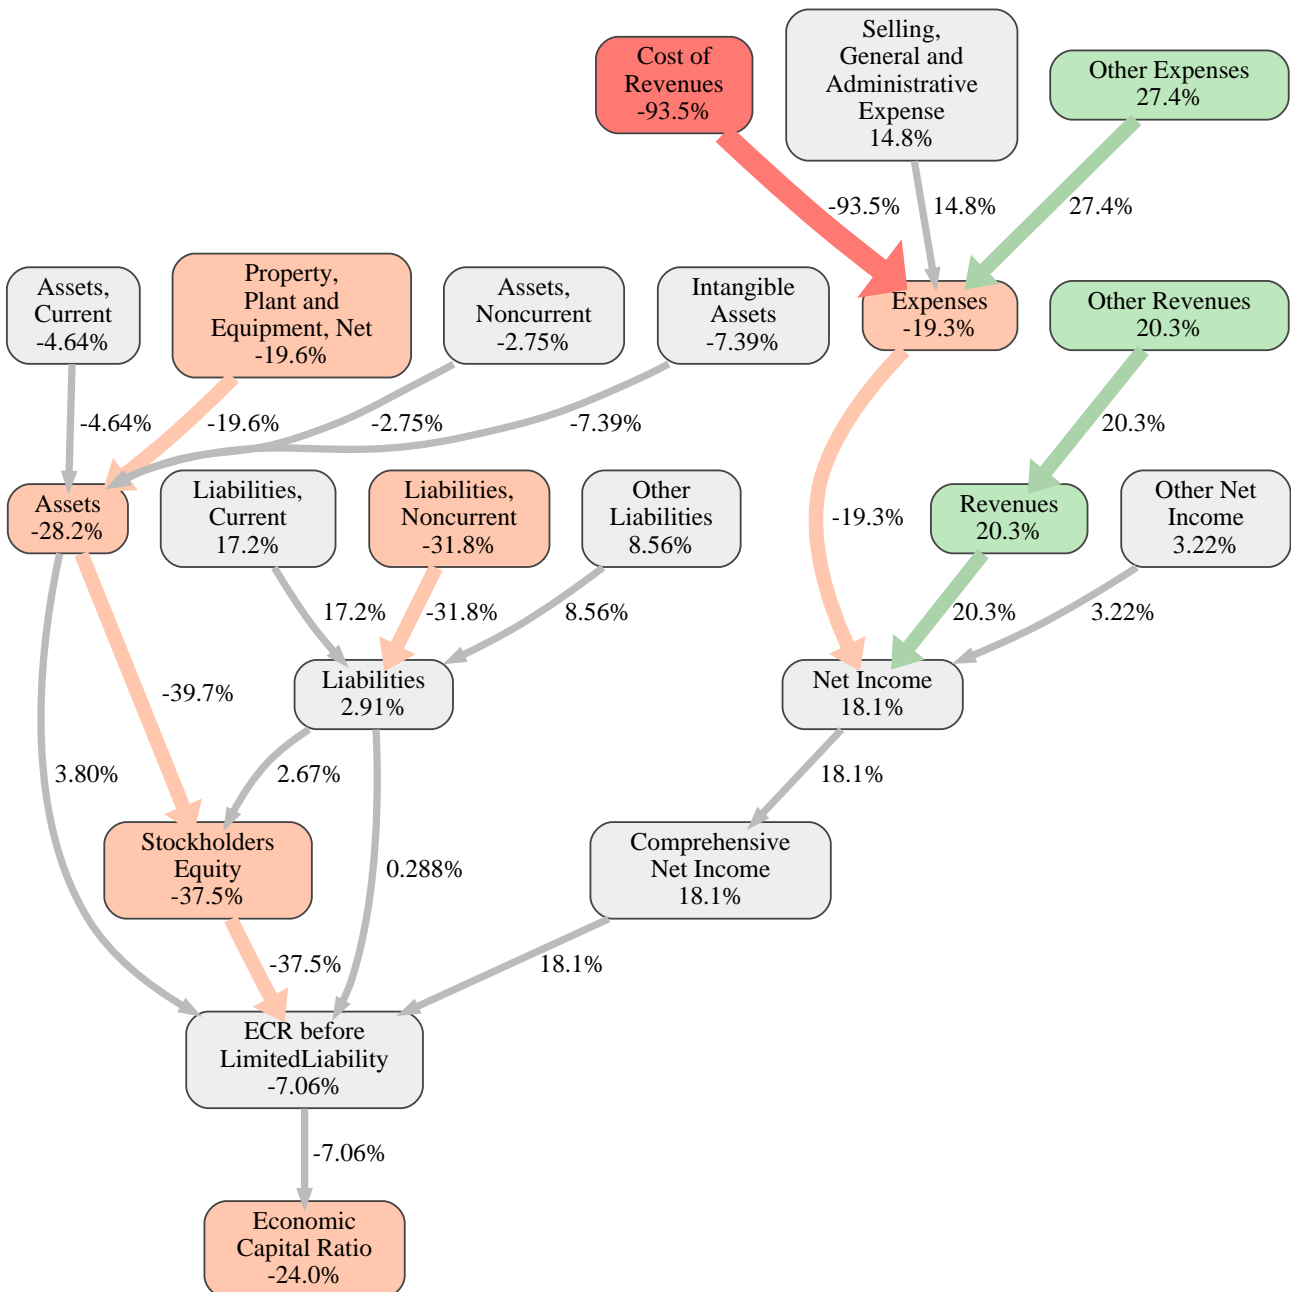 Cost of
Revenues
-93.5%
Selling,
General and
Administrative
Expense
14.8%
Other Expenses
27.4%
-93.5%
14.8%
27.4%
Assets,
Current
-4.64%
Property,
Plant and
Equipment, Net
-19.6%
Assets,
Noncurrent
-2.75%
Intangible
Assets
-7.39%
Expenses
-19.3%
Other Revenues
20.3%
-4.64%
-19.6%
-2.75%
-7.39%
20.3%
Assets
-28.2%
Liabilities,
Current
17.2%
Liabilities,
Noncurrent
-31.8%
Other
Liabilities
8.56%
-19.3%
Revenues
20.3%
Other Net
Income
3.22%
17.2%
-31.8%
8.56%
20.3%
3.22%
-39.7%
Liabilities
2.91%
Net Income
18.1%
3.80%
2.67%
18.1%
Stockholders
Equity
-37.5%
0.288%
Comprehensive
Net Income
18.1%
-37.5%
18.1%
ECR before
LimitedLiability
-7.06%
-7.06%
Economic
Capital Ratio
-24.0%